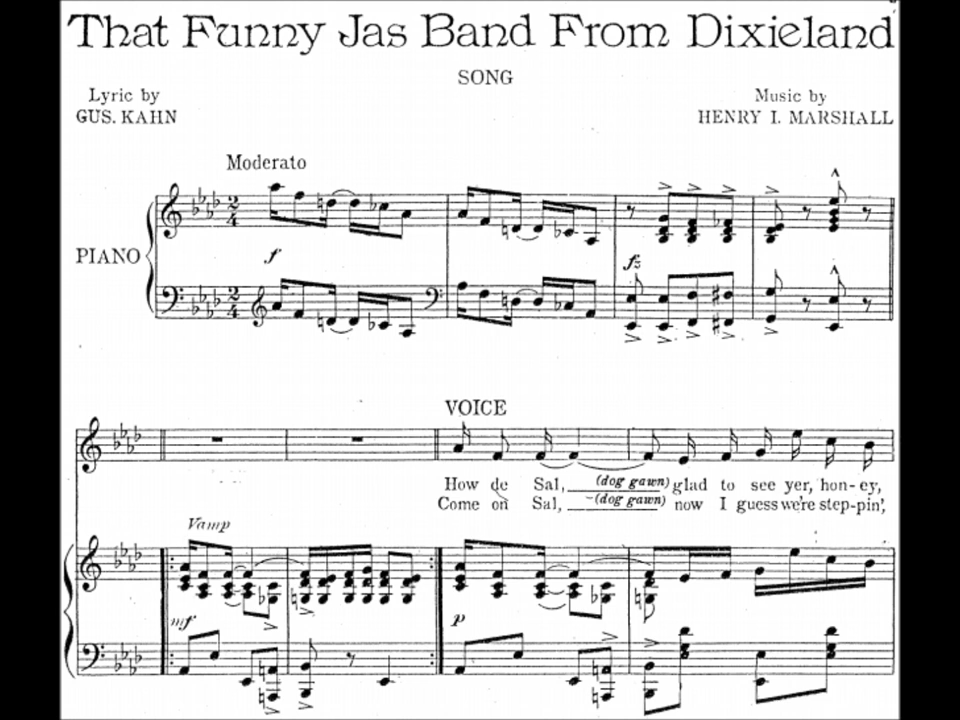 That Funny Jas Band From Dixieland
SONG
Lyric by
GUS. KAHN
Music by
HENRY I. MARSHALL
Moderato
PIANO
f
fz
VOICE
How de Sal, (dog gawn) glad to see yer, hon-ey,
Come on Sal, (dog gawn) now I guess we're step-pin',
Vamp
mf
p